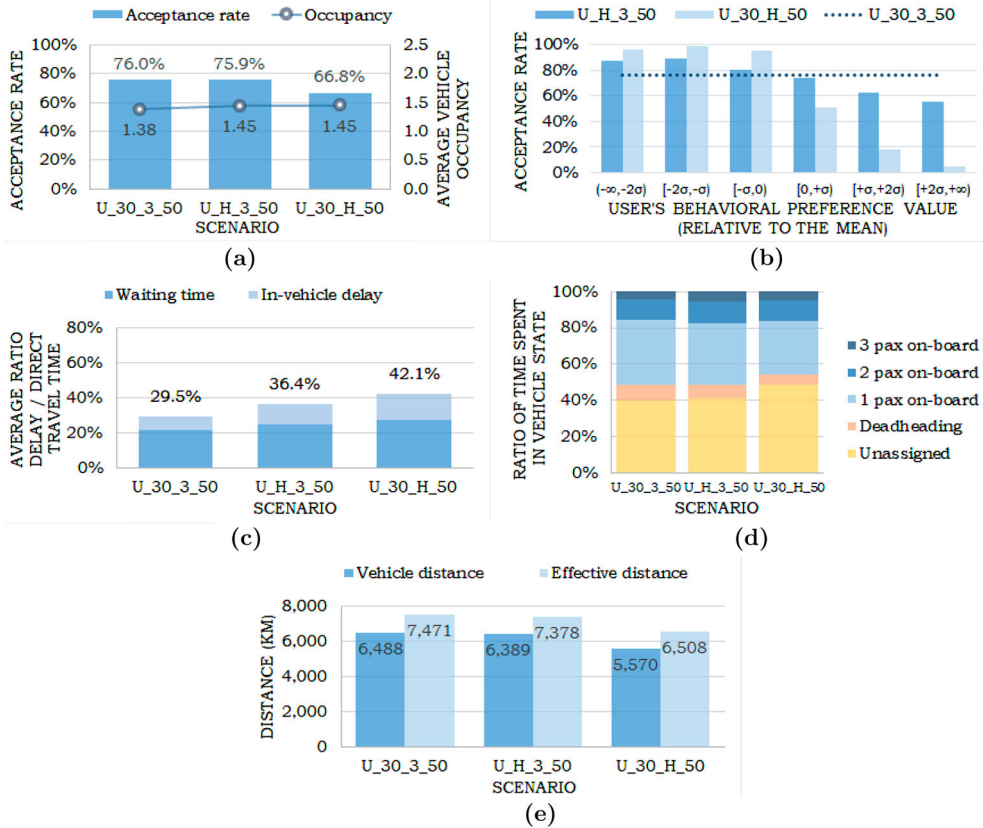 Acceptance rate Occupancy
100%
80%
60%
40%
20%
0%
ACCEPTANCE RATE
76.0% 75.9% 66.8%
1.38 1.45 1.45
2.5
2.0
1.5
1.0
0.5
0.0
AVERAGE VEHICLE
OCCUPANCY
U_30_3_50 U_H_3_50 U_30_H_50
SCENARIO
(a)
U_H_3_50 U_30_H_50 U_30_3_50
100%
80%
60%
40%
20%
0%
ACCEPTANCE RATE
(-∞,-2σ) [-2σ,-σ) [-σ,0) [0,+σ) [+σ,+2σ) [+2σ,+∞)
USER'S BEHAVIORAL PREFERENCE VALUE
(RELATIVE TO THE MEAN)
(b)
Waiting time In-vehicle delay
80%
60%
40%
20%
0%
AVERAGE RATIO
DELAY / DIRECT
TRAVEL TIME
29.5% 36.4% 42.1%
U_30_3_50 U_H_3_50 U_30_H_50
SCENARIO
(c)
100%
80%
60%
40%
20%
0%
RATIO OF TIME SPENT
IN VEHICLE STATE
3 pax on-board
2 pax on-board
1 pax on-board
Deadheading
Unassigned
U_30_3_50 U_H_3_50 U_30_H_50
SCENARIO
(d)
Vehicle distance Effective distance
8,000
6,000
4,000
2,000
0
DISTANCE (KM)
6,488 7,471 6,389 7,378 5,570 6,508
U_30_3_50 U_H_3_50 U_30_H_50
SCENARIO
(e)